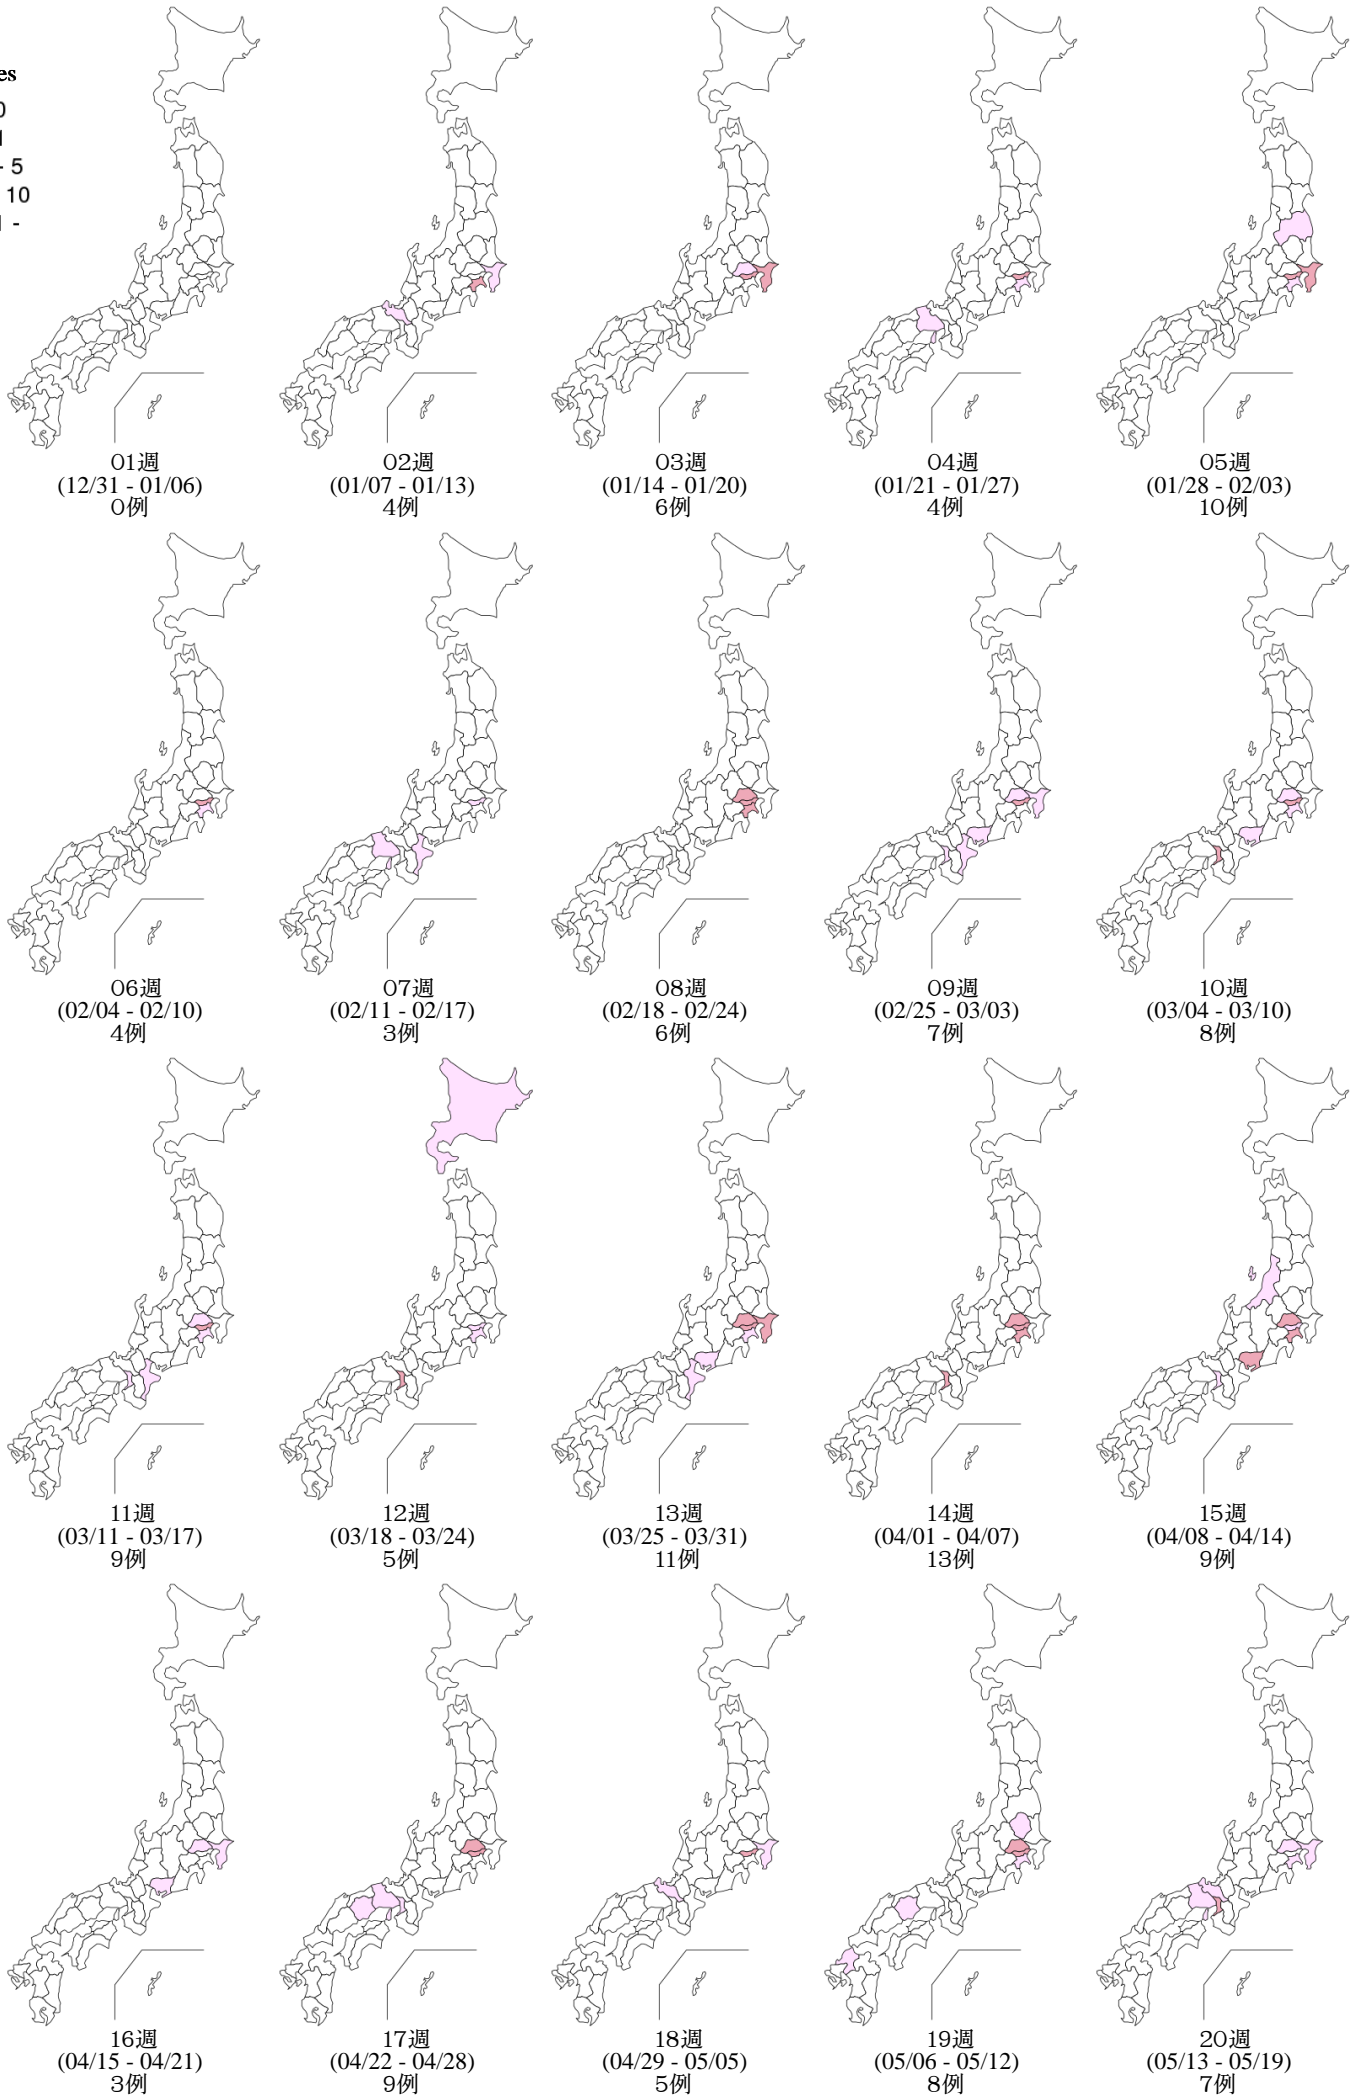 es
0
- 5
10
01週
(12/31 - 01/06)
0例
02週
(01/07 - 01/13)
4例
03週
(01/14 - 01/20)
6例
04週
(01/21 - 01/27)
4例
05週
(01/28 - 02/03)
10例
06週
(02/04 - 02/10)
4例
07週
(02/11 - 02/17)
3例
08週
(02/18 - 02/24)
6例
09週
(02/25 - 03/03)
7例
10週
(03/04 - 03/10)
8例
11週
(03/11 - 03/17)
9例
12週
(03/18 - 03/24)
5例
13週
(03/25 - 03/31)
11例
14週
(04/01 - 04/07)
13例
15週
(04/08 - 04/14)
9例
16週
(04/15 - 04/21)
3例
17週
(04/22 - 04/28)
9例
18週
(04/29 - 05/05)
5例
19週
(05/06 - 05/12)
8例
20週
(05/13 - 05/19)
7例